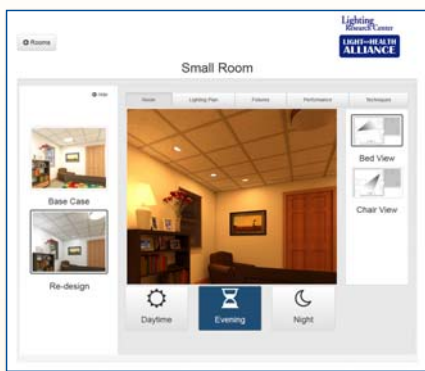 Lighting
Research Center
Rooms
LIGHT AND HEALTH
ALLIANCE
Small Room
Hide
Room
Lighting Plan
Fixtures
Performance
Techniques
Base Case
Re-design
Bed View
Chair View
Daytime
Evening
Night